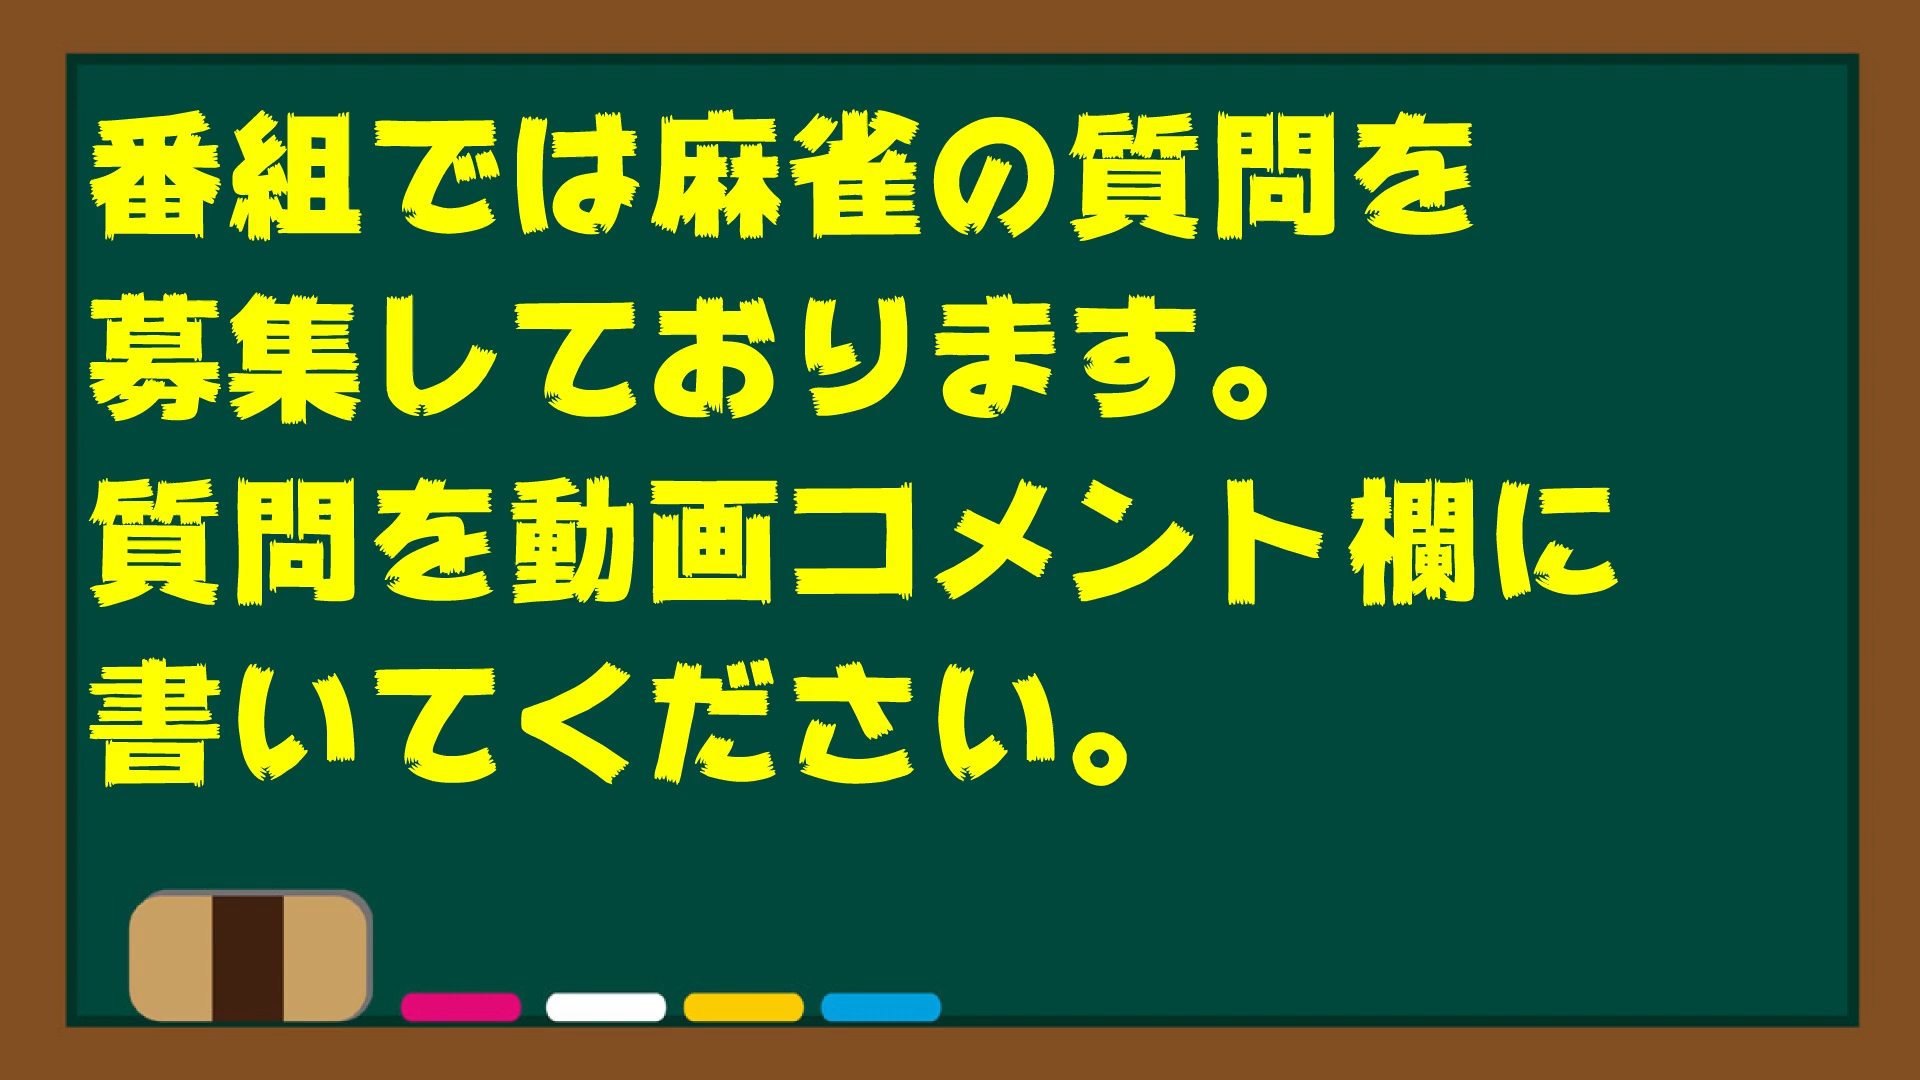 番組では麻雀の質問を
募集しております。
質問を動画コメント欄に
書いてください。